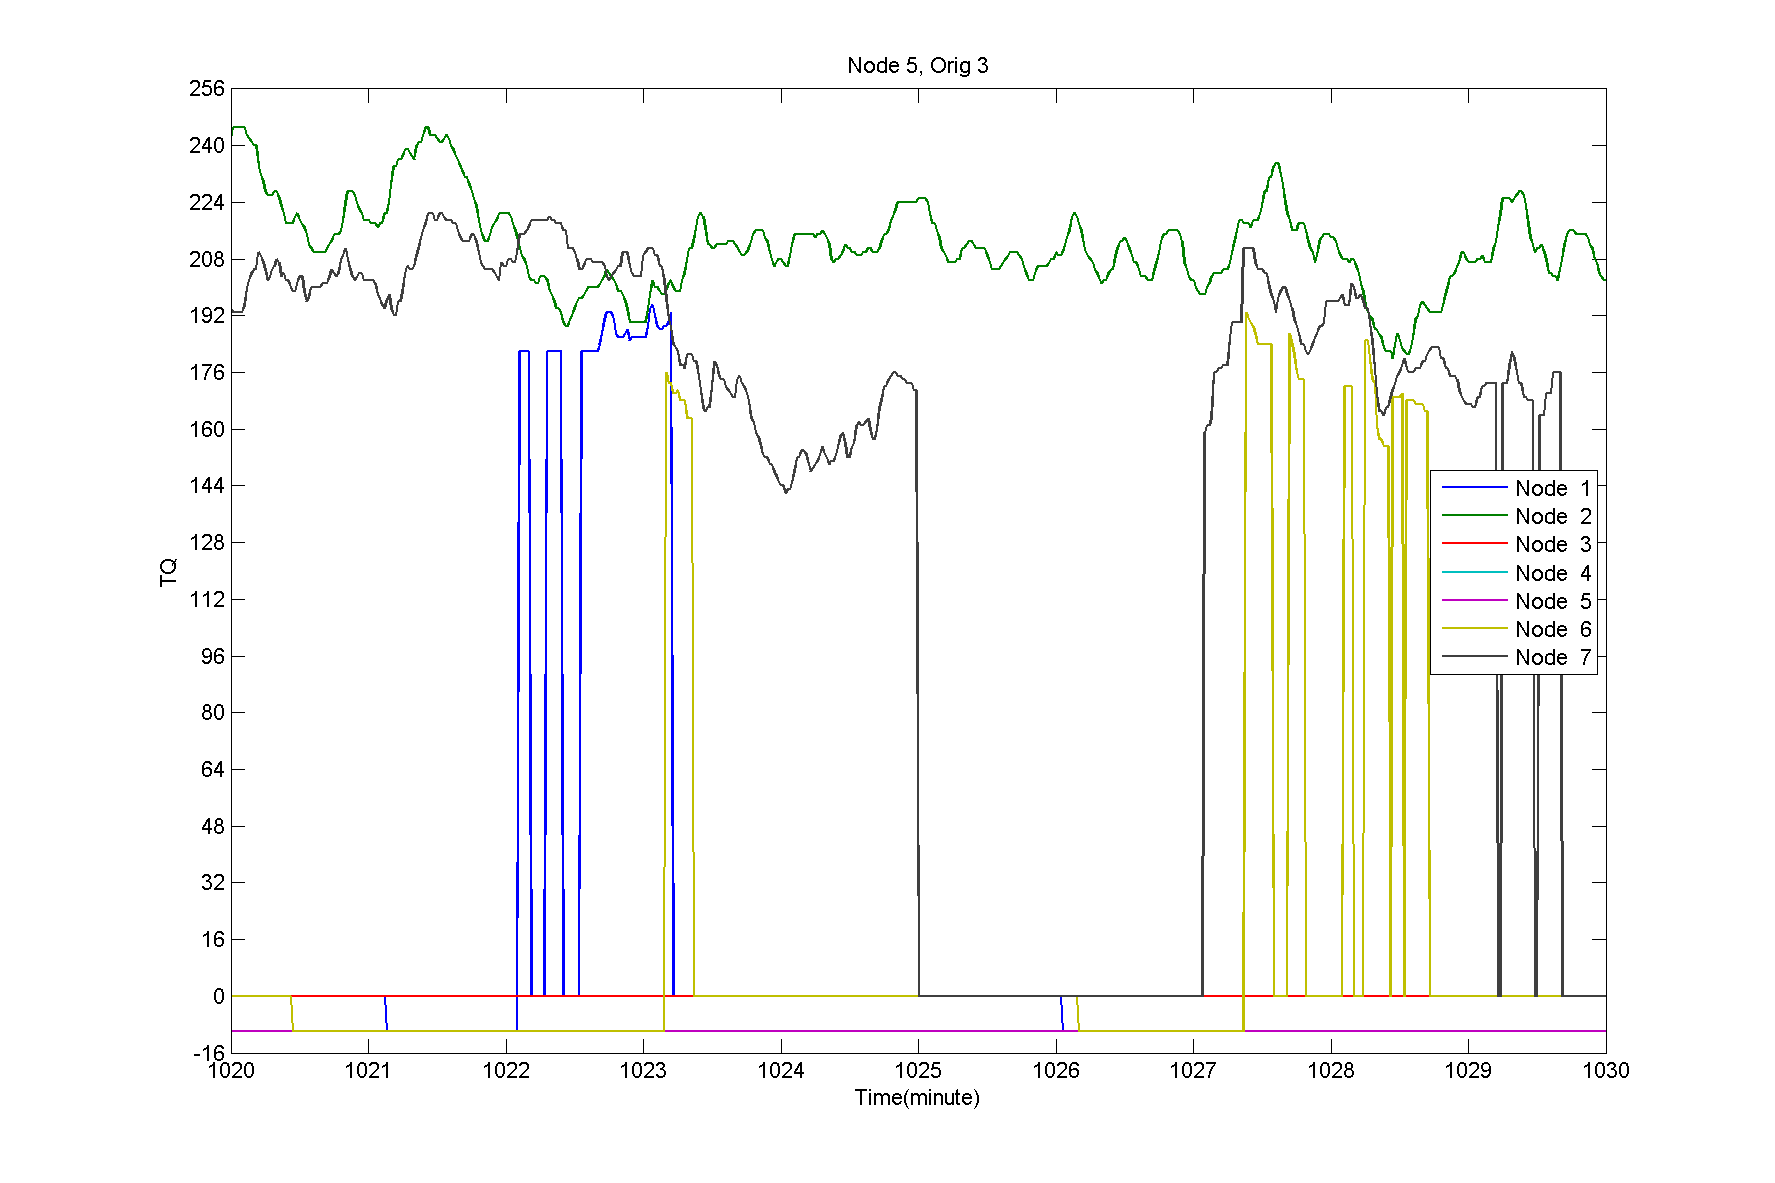 Node 5, Orig 3
256
240
224
208
192
176
160
144
128
112
96
80
64
48
32
16
0
-16
TQ
Node 1
Node 2
Node 3
Node 4
Node 5
Node 6
Node 7
1020 1021 1022 1023 1024 1025 1026 1027 1028 1029 1030
Time(minute)